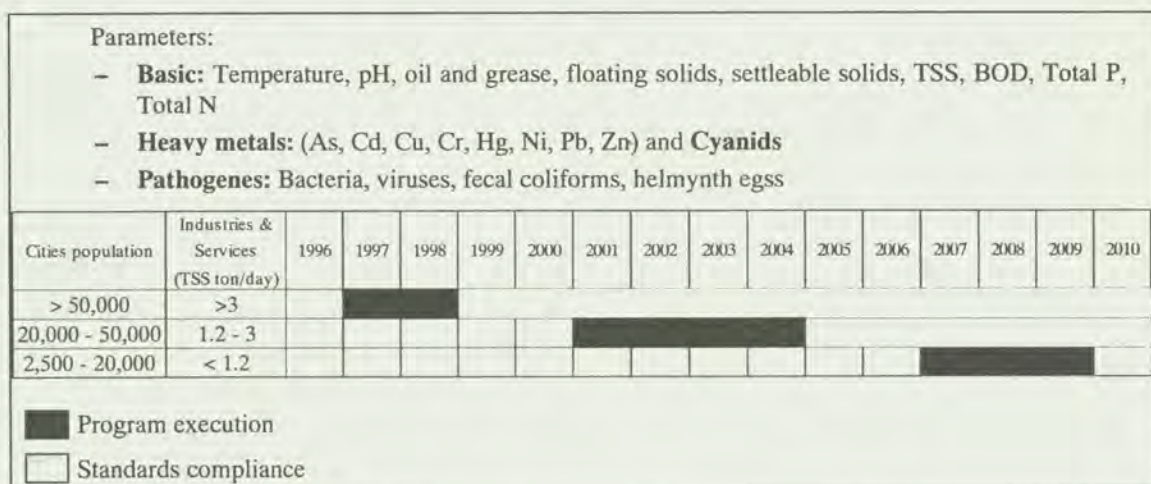 Parameters:
– Basic: Temperature, pH, oil and grease, floating solids, settleable solids, TSS, BOD, Total P,
Total N
– Heavy metals: (As, Cd, Cu, Cr, Hg, Ni, Pb, Zn) and Cyanids
– Pathogenes: Bacteria, viruses, fecal coliforms, helmynth egss
Cities population Industries & Services (TSS ton/day) 1996 1997 1998 1999 2000 2001 2002 2003 2004 2005 2006 2007 2008 2009 2010
> 50,000 >3
20,000 - 50,000 1.2 - 3
2,500 - 20,000 < 1.2
Program execution
Standards compliance